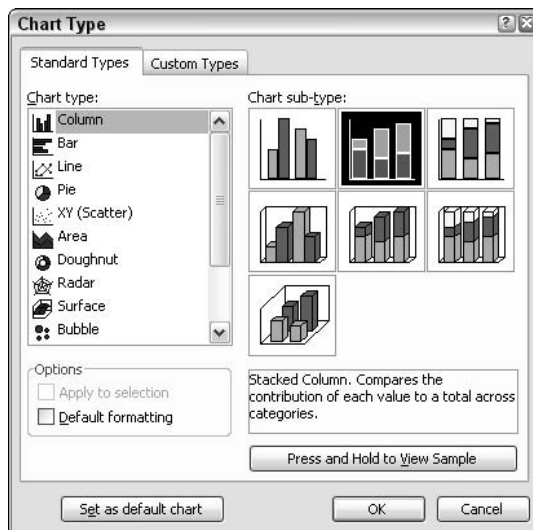 Chart Type
Standard Types
Custom Types
Chart type:
Column
Bar
Line
Pie
XY (Scatter)
Area
Doughnut
Radar
Surface
Bubble
Chart sub-type:
Options
Apply to selection
Default formatting
Stacked Column. Compares the
contribution of each value to a total across
categories.
Press and Hold to View Sample
Set as default chart
OK
Cancel